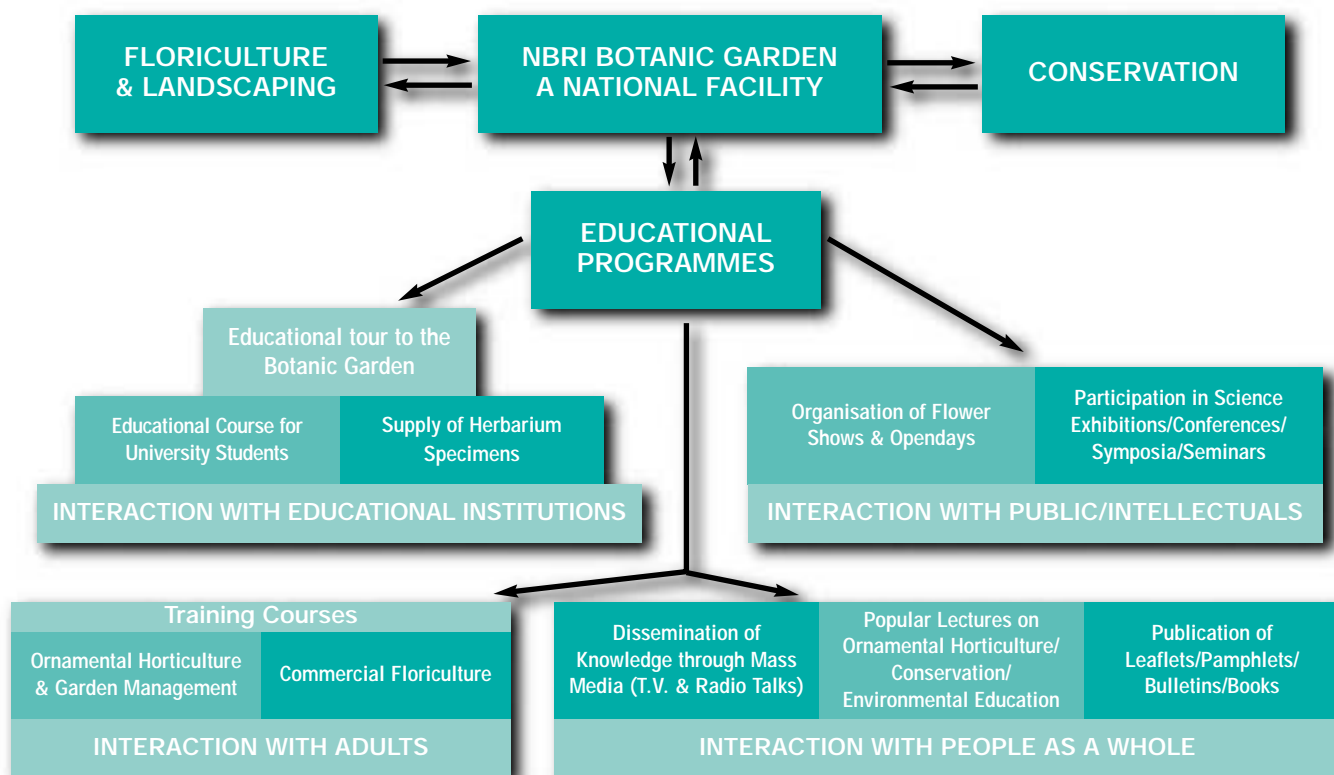 FLORICULTURE
& LANDSCAPING
NBRI BOTANIC GARDEN
A NATIONAL FACILITY
CONSERVATION
EDUCATIONAL
PROGRAMMES
Educational tour to the
Botanic Garden
Educational Course for
University Students
Supply of Herbarium
Specimens
INTERACTION WITH EDUCATIONAL INSTITUTIONS
Organisation of Flower
Shows & Opendays
Participation in Science
Exhibitions/Conferences/
Symposia/Seminars
INTERACTION WITH PUBLIC/INTELLECTUALS
Training Courses
Ornamental Horticulture
& Garden Management
Commercial Floriculture
INTERACTION WITH ADULTS
Dissemination of
Knowledge through Mass
Media (T.V. & Radio Talks)
Popular Lectures on
Ornamental Horticulture/
Conservation/
Environmental Education
Publication of
Leaflets/Pamphlets/
Bulletins/Books
INTERACTION WITH PEOPLE AS A WHOLE